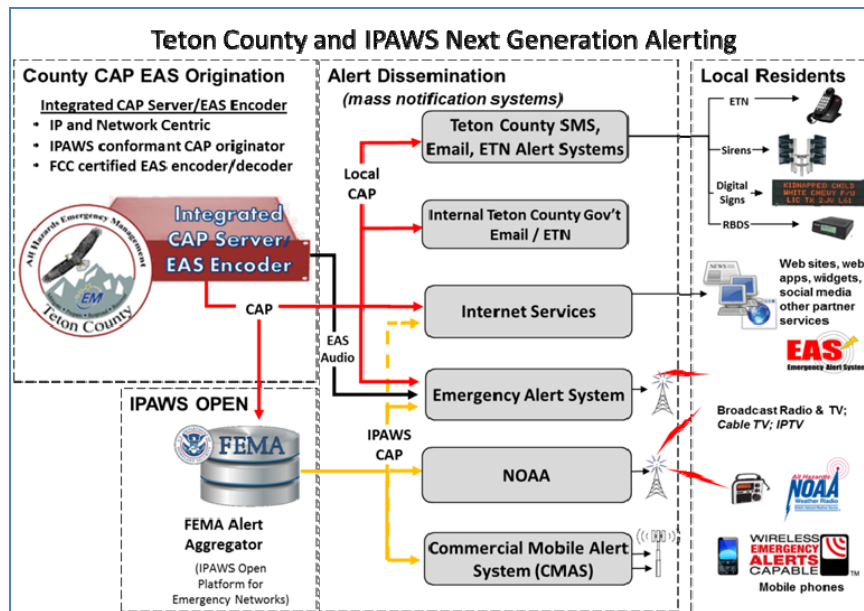 Teton County and IPAWS Next Generation Alerting
County CAP EAS Origination
Integrated CAP Server/EAS Encoder
• IP and Network Centric
• IPAWS conformant CAP originator
• FCC certified EAS encoder/decoder
All Hazards Emergency Management
EM
Teton County
Integrated
CAP Server/
EAS Encoder
CAP
IPAWS OPEN
FEMA
FEMA Alert
Aggregator
(IPAWS Open
Platform for
Emergency Networks)
Alert Dissemination
(mass notification systems)
Local
CAP
EAS
Audio
IPAWS
CAP
Teton County SMS,
Email, ETN Alert Systems
Internal Teton County Gov't
Email / ETN
Internet Services
Emergency Alert System
NOAA
Commercial Mobile Alert
System (CMAS)
Local Residents
ETN
Sirens
Digital
Signs
KIDNAPPED CHILD
WHITE CHEVY P/U
LIC TX 2JV L61
RBDS
NEWS
Web sites, web
apps, widgets,
social media
other partner
services
EAS
Emergency Alert System
Broadcast Radio & TV;
Cable TV; IPTV
All Hazards
NOAA
Weather Radio
WIRELESS
EMERGENCY
ALERTS
CAPABLE
TM
Mobile phones